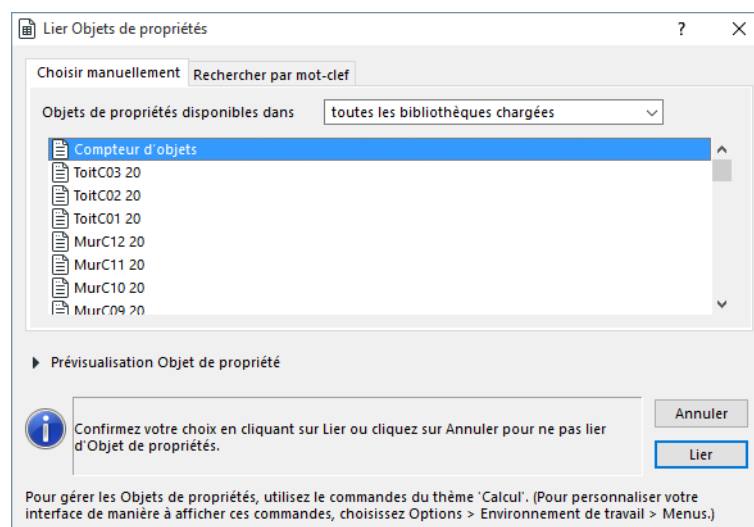 Lier Objets de propriétés
?
Choisir manuellement
Rechercher par mot-clef
Objets de propriétés disponibles dans
toutes les bibliothèques chargées
Compteur d'objets
ToitC03 20
ToitC02 20
ToitC01 20
MurC12 20
MurC11 20
MurC10 20
MurC09 20
Prévisualisation Objet de propriété
Confirmez votre choix en cliquant sur Lier ou cliquez sur Annuler pour ne pas lier
d'Objet de propriétés.
Annuler
Lier
Pour gérer les Objets de propriétés, utilisez le commandes du thème 'Calcul'. (Pour personnaliser votre
interface de manière à afficher ces commandes, choisissez Options > Environnement de travail > Menus.)